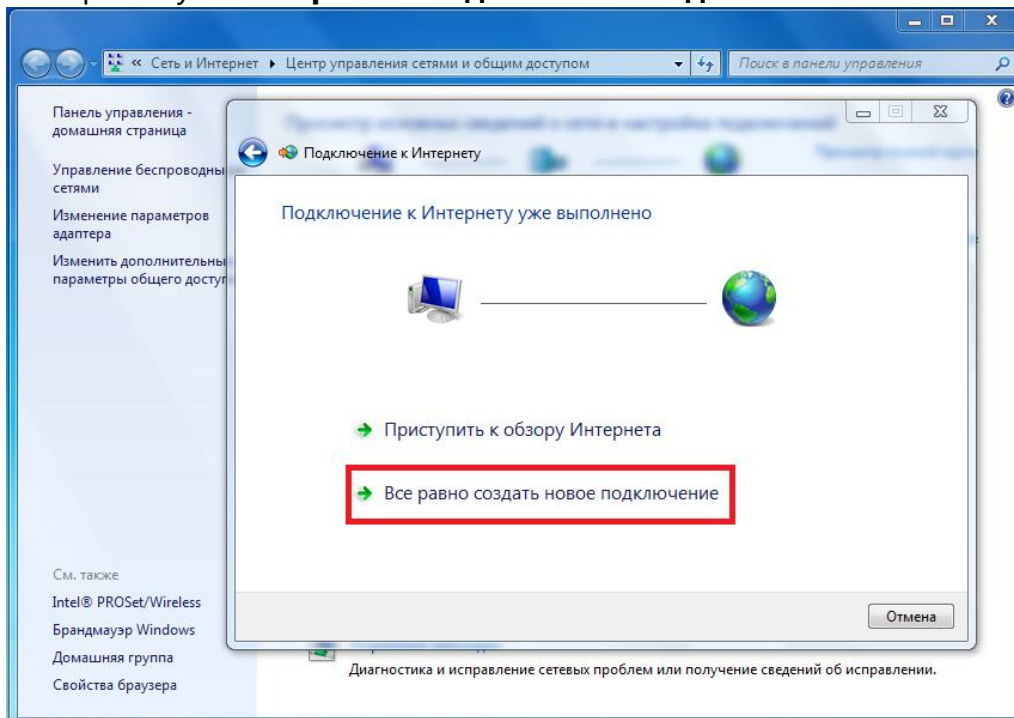 « Сеть и Интернет ▸ Центр управления сетями и общим доступом
Поиск в панели управления
Панель управления -
домашняя страница
Управление беспроводны
сетями
Изменение параметров
адаптера
Изменить дополнительны
параметры общего доступ
Подключение к Интернету
Подключение к Интернету уже выполнено
Приступить к обзору Интернета
Все равно создать новое подключение
Отмена
См. также
Intel® PROSet/Wireless
Брандмауэр Windows
Домашняя группа
Свойства браузера
Диагностика и исправление сетевых проблем или получение сведений об исправлении.